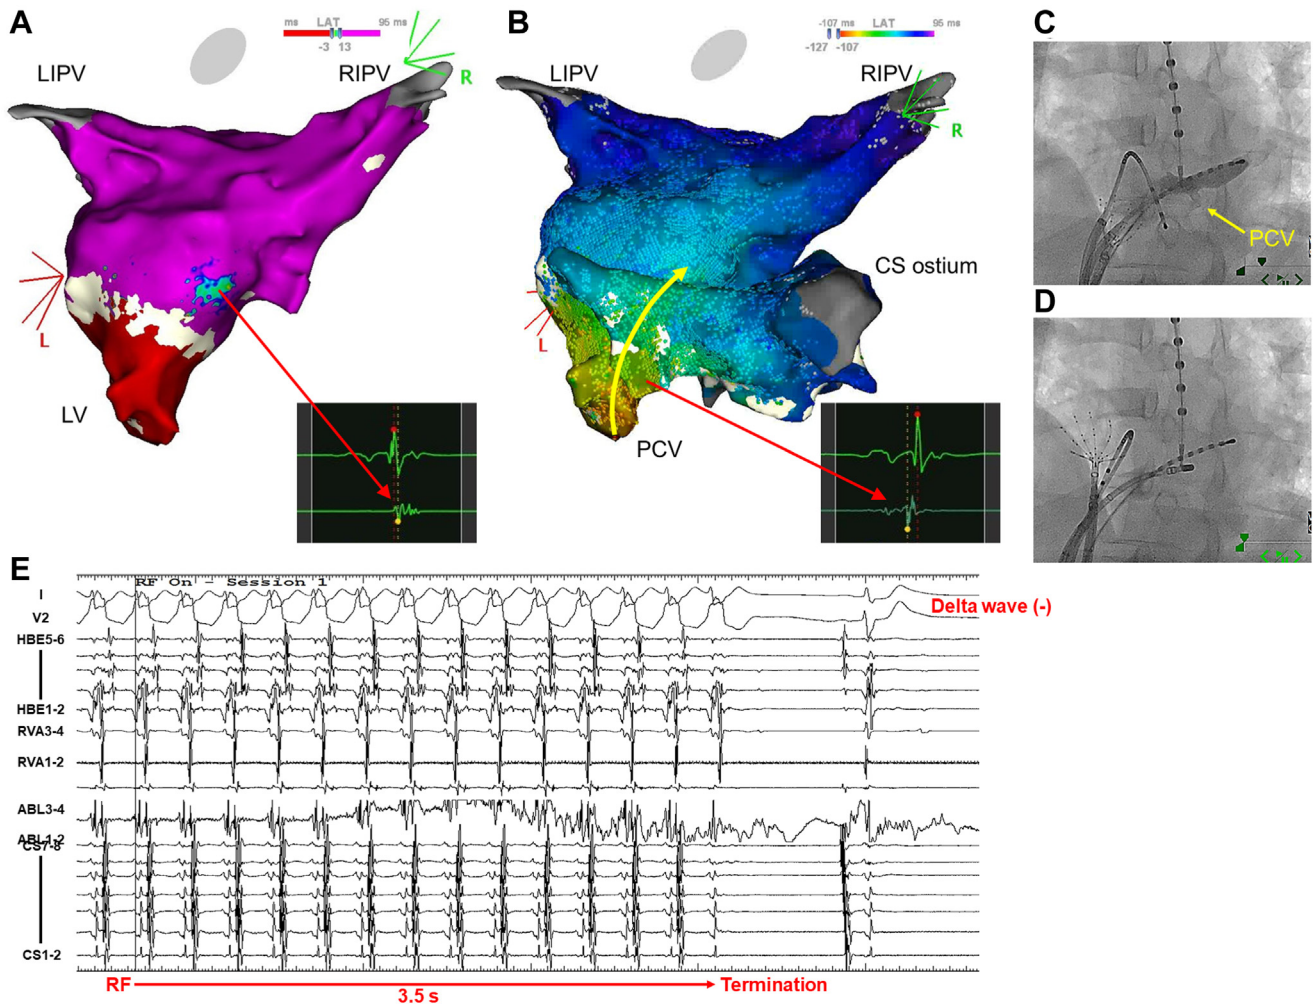 A
ms LAT 95 ms
-3 13
LIPV
RIPV
R
L
LV
B
-107 ms LAT 95 ms
-127 -107
LIPV
RIPV
R
CS ostium
L
PCV
C
PCV
D
E
RF On - Session 1
I
V2
Delta wave (-)
HBE5-6
HBE1-2
RVA3-4
RVA1-2
ABL3-4
ABL1-2
CS7-8
CS1-2
RF
3.5 s
Termination